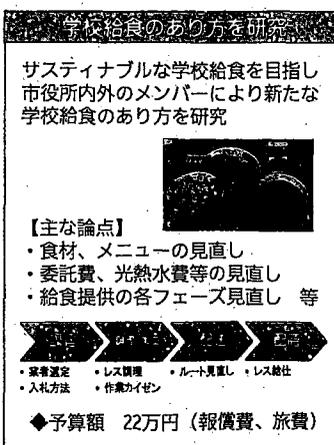 学校給食のあり方を研究
サスティナブルな学校給食を目指し
市役所内外のメンバーにより新たな
学校給食のあり方を研究
【主な論点】
・食材、メニューの見直し
・委託費、光熱水費等の見直し
・給食提供の各フェーズ見直し 等
・業者選定 ・レス調理 ・ルート見直し ・レス給仕
・入札方法 ・作業カイゼン
◆予算額 22万円（報償費、旅費）